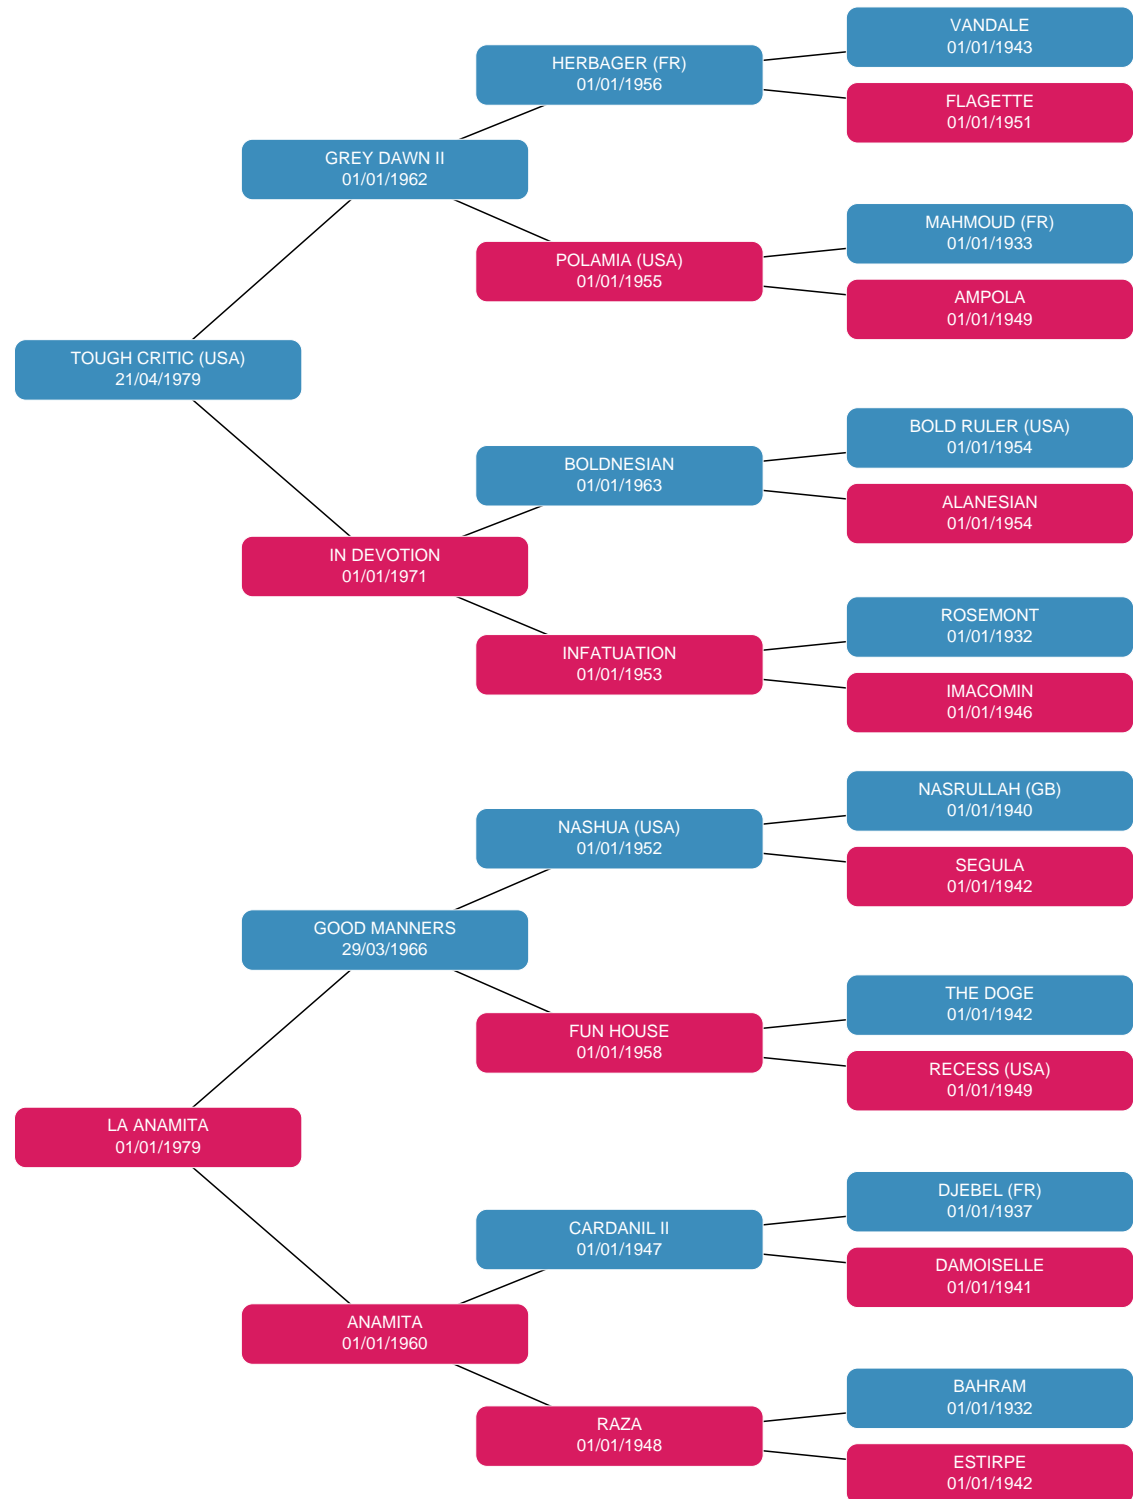 VANDALE
01/01/1943
HERBAGER (FR)
01/01/1956
FLAGETTE
01/01/1951
GREY DAWN II
01/01/1962
MAHMOUD (FR)
01/01/1933
POLAMIA (USA)
01/01/1955
AMPOLA
01/01/1949
TOUGH CRITIC (USA)
21/04/1979
BOLD RULER (USA)
01/01/1954
BOLDNESIAN
01/01/1963
ALANESIAN
01/01/1954
IN DEVOTION
01/01/1971
ROSEMONT
01/01/1932
INFATUATION
01/01/1953
IMACOMIN
01/01/1946
NASRULLAH (GB)
01/01/1940
NASHUA (USA)
01/01/1952
SEGULA
01/01/1942
GOOD MANNERS
29/03/1966
THE DOGE
01/01/1942
FUN HOUSE
01/01/1958
RECESS (USA)
01/01/1949
LA ANAMITA
01/01/1979
DJEBEL (FR)
01/01/1937
CARDANIL II
01/01/1947
DAMOISELLE
01/01/1941
ANAMITA
01/01/1960
BAHRAM
01/01/1932
RAZA
01/01/1948
ESTIRPE
01/01/1942